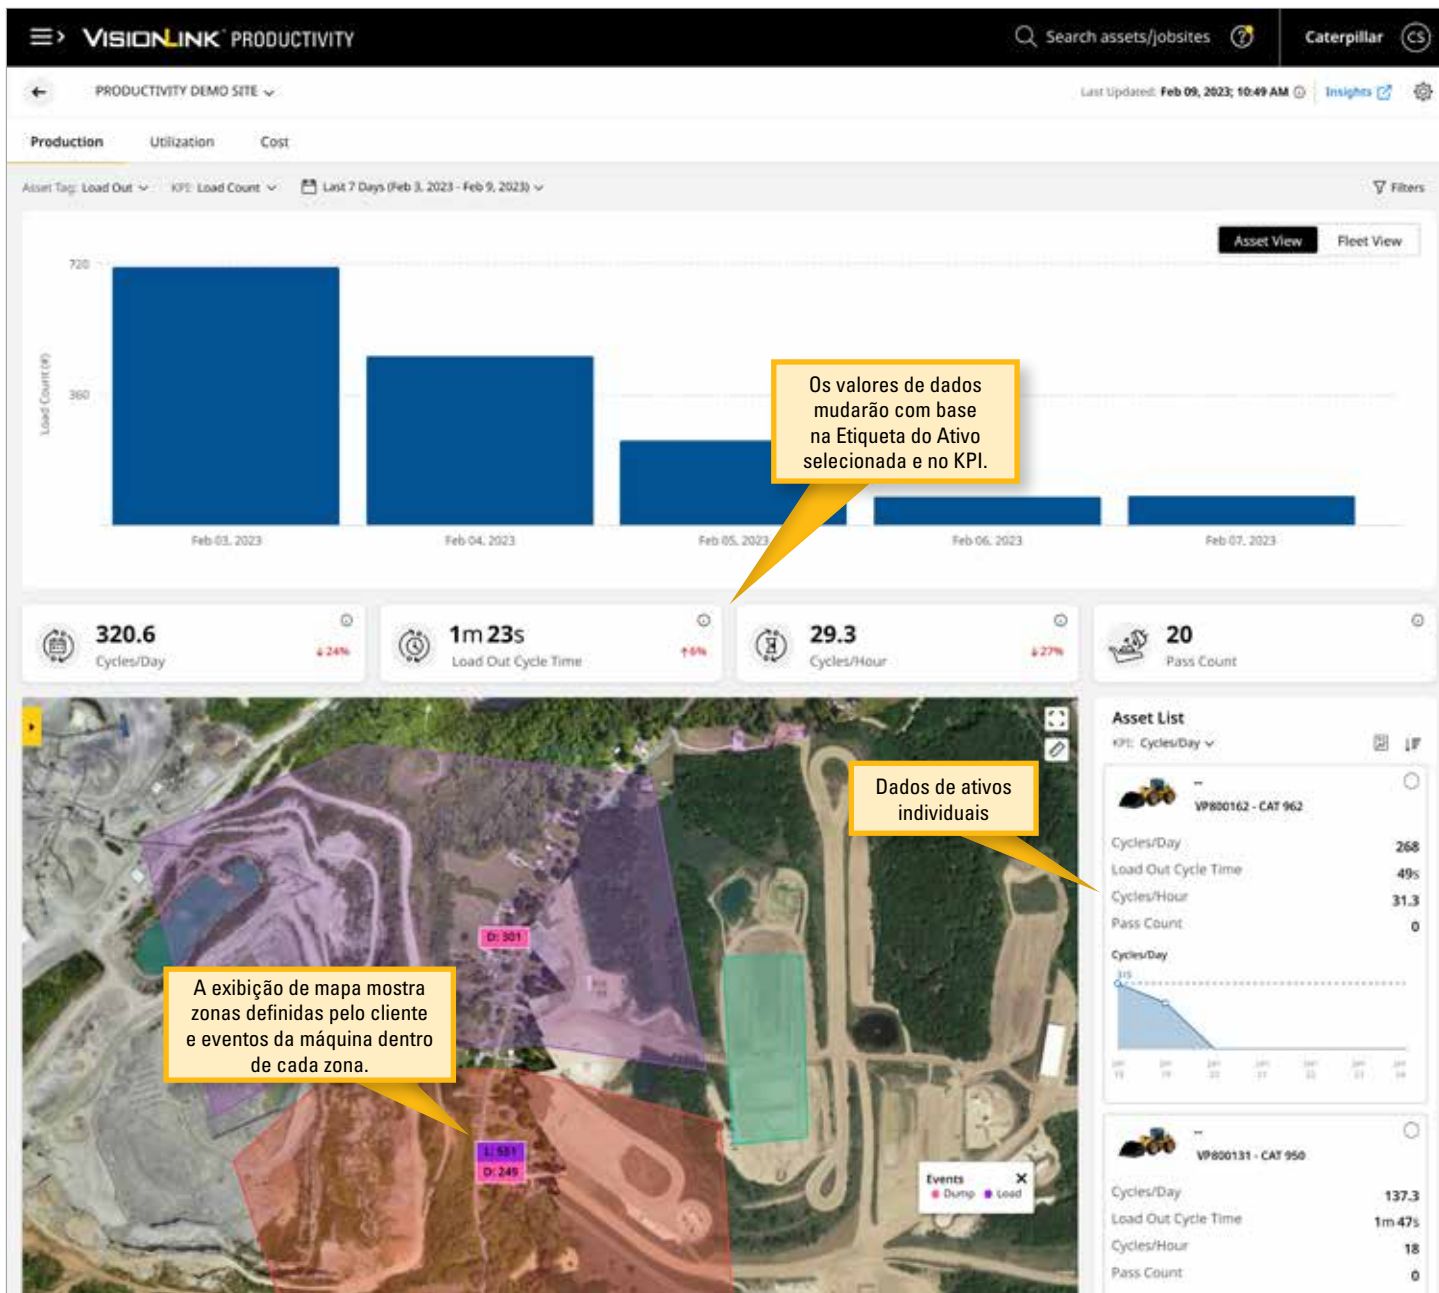 VISIONLINK PRODUCTIVITY
Search assets/jobsites
Caterpillar
CS
PRODUCTIVITY DEMO SITE
Last Updated: Feb 09, 2023; 10:49 AM
Insights
Production
Utilization
Cost
Asset Tag: Load Out
KPI: Load Count
Last 7 Days (Feb 3, 2023 - Feb 9, 2023)
Filters
Asset View
Fleet View
720
360
Load Count (#)
Feb 03, 2023
Feb 04, 2023
Feb 05, 2023
Feb 06, 2023
Feb 07, 2023
Os valores de dados
mudarão com base
na Etiqueta do Ativo
selecionada e no KPI.
320.6
Cycles/Day
↓24%
1m 23s
Load Out Cycle Time
↑6%
29.3
Cycles/Hour
↓27%
20
Pass Count
D: 301
A exibição de mapa mostra
zonas definidas pelo cliente
e eventos da máquina dentro
de cada zona.
L: 551
D: 249
Events
Dump Load
Dados de ativos
individuais
Asset List
KPI: Cycles/Day
--
VP800162 - CAT 962
Cycles/Day 268
Load Out Cycle Time 49s
Cycles/Hour 31.3
Pass Count 0
Cycles/Day
315
--
VP800131 - CAT 950
Cycles/Day 137.3
Load Out Cycle Time 1m 47s
Cycles/Hour 18
Pass Count 0